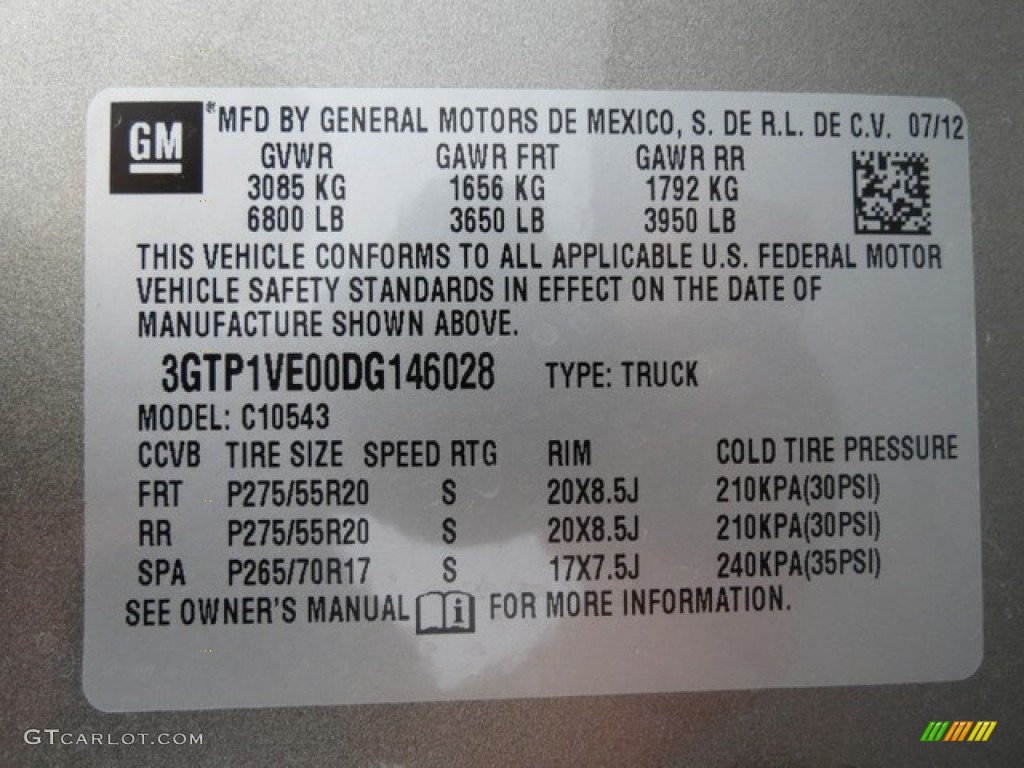 GM ® MFD BY GENERAL MOTORS DE MEXICO, S. DE R.L. DE C.V. 07/12
GVWR GAWR FRT GAWR RR
3085 KG 1656 KG 1792 KG
6800 LB 3650 LB 3950 LB
THIS VEHICLE CONFORMS TO ALL APPLICABLE U.S. FEDERAL MOTOR
VEHICLE SAFETY STANDARDS IN EFFECT ON THE DATE OF
MANUFACTURE SHOWN ABOVE.
3GTP1VE00DG146028 TYPE: TRUCK
MODEL: C10543
CCVB TIRE SIZE SPEED RTG RIM COLD TIRE PRESSURE
FRT P275/55R20 S 20X8.5J 210KPA(30PSI)
RR P275/55R20 S 20X8.5J 210KPA(30PSI)
SPA P265/70R17 S 17X7.5J 240KPA(35PSI)
SEE OWNER'S MANUAL i FOR MORE INFORMATION.
GTCARLOT.COM